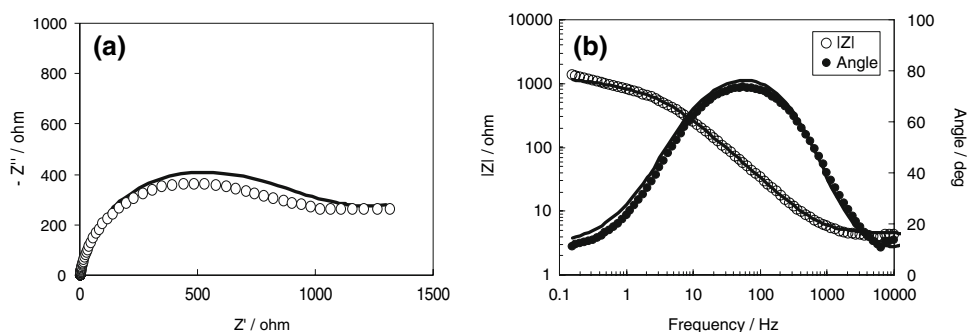 (a)
1000
800
600
400
200
0
0 500 1000 1500
- Z'' / ohm
Z' / ohm
(b)
|Z|
Angle
10000
1000
100
10
1
100
80
60
40
20
0
0.1 1 10 100 1000 10000
|Z| / ohm
Angle / deg
Frequency / Hz